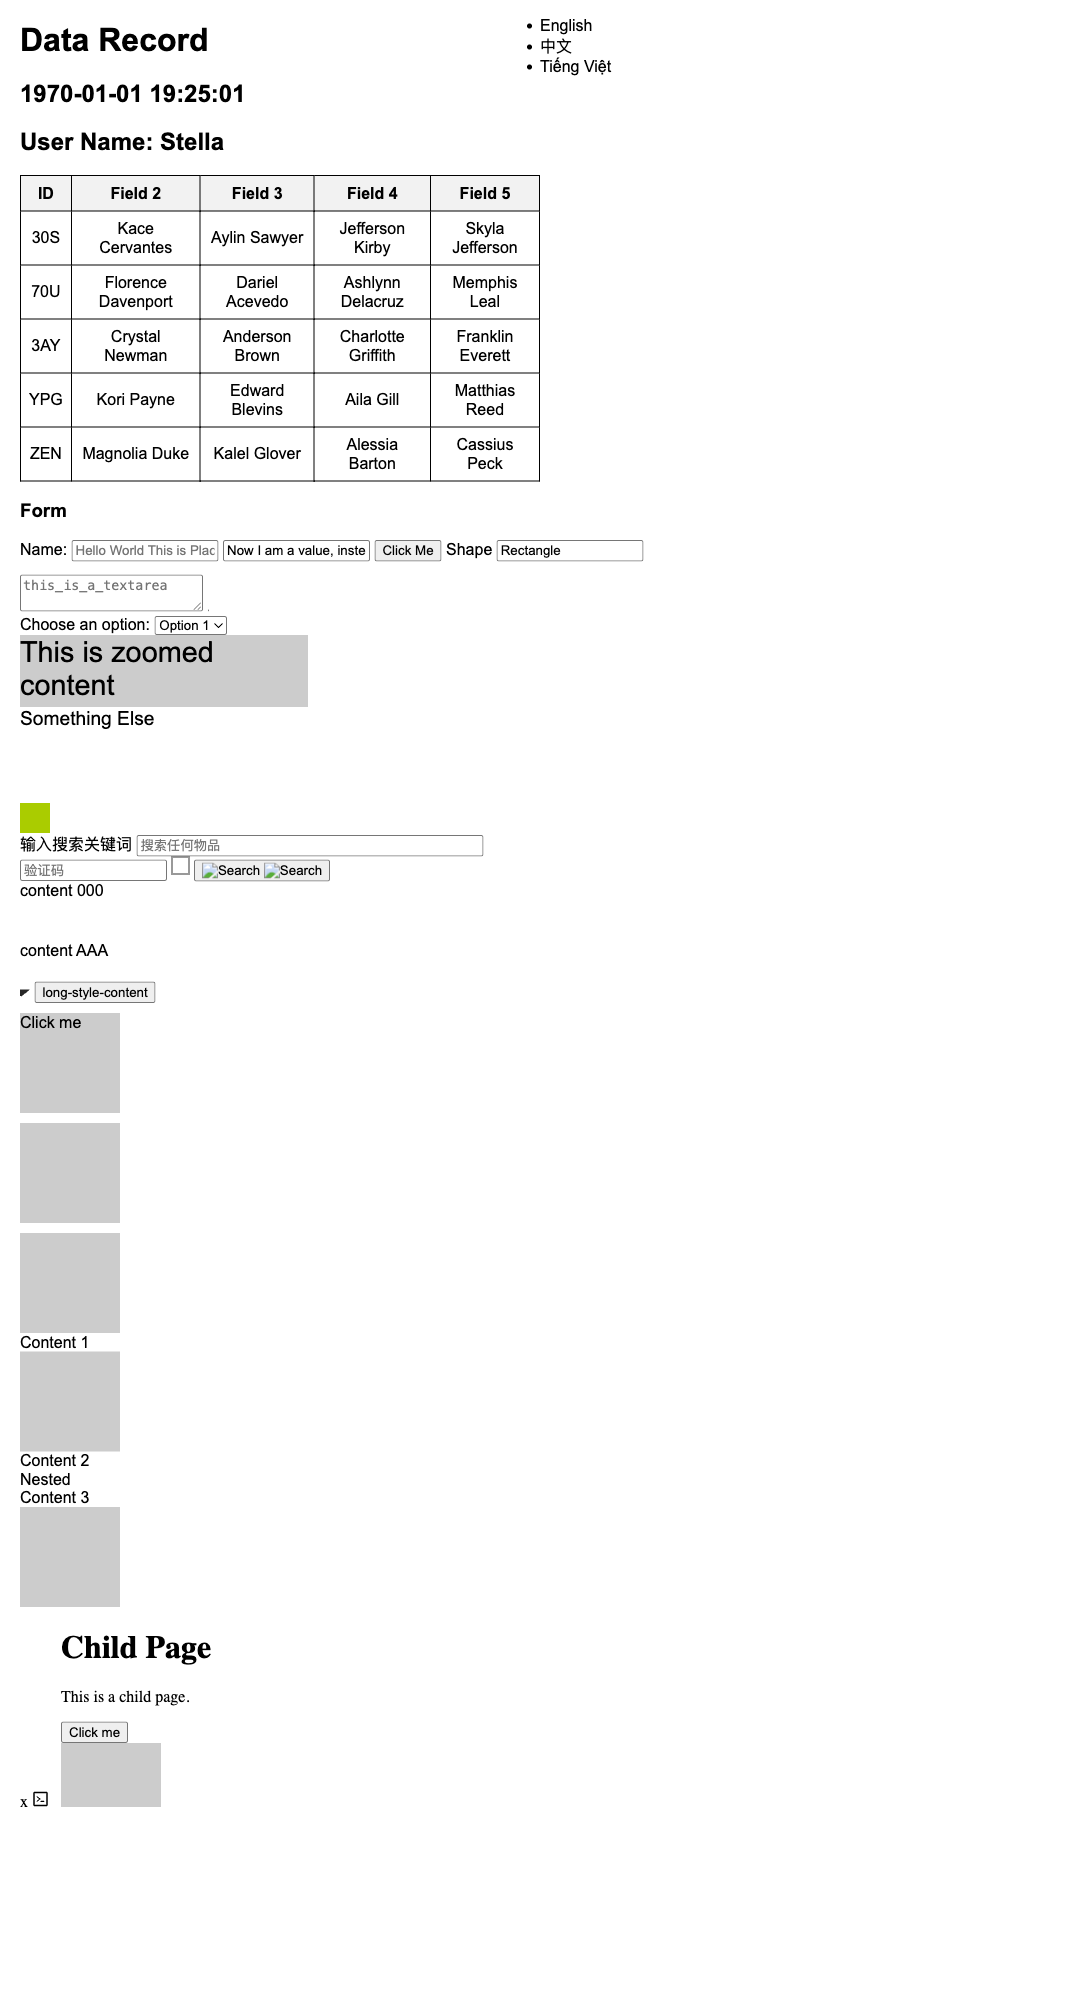 Data Record
English
中文
Tiếng Việt
1970-01-01 19:25:01
User Name: Stella
ID Field 2 Field 3 Field 4 Field 5
30S Kace Cervantes Aylin Sawyer Jefferson Kirby Skyla Jefferson
70U Florence Davenport Dariel Acevedo Ashlynn Delacruz Memphis Leal
3AY Crystal Newman Anderson Brown Charlotte Griffith Franklin Everett
YPG Kori Payne Edward Blevins Aila Gill Matthias Reed
ZEN Magnolia Duke Kalel Glover Alessia Barton Cassius Peck
Form
Name: Hello World This is Plac Now I am a value, inste Click Me Shape Rectangle
this_is_a_textarea
Choose an option: Option 1
This is zoomed
content
Something Else
输入搜索关键词 搜索任何物品
验证码 Search Search
content 000
content AAA
long-style-content
Click me
Content 1
Content 2
Nested
Content 3
Child Page
This is a child page.
Click me
x